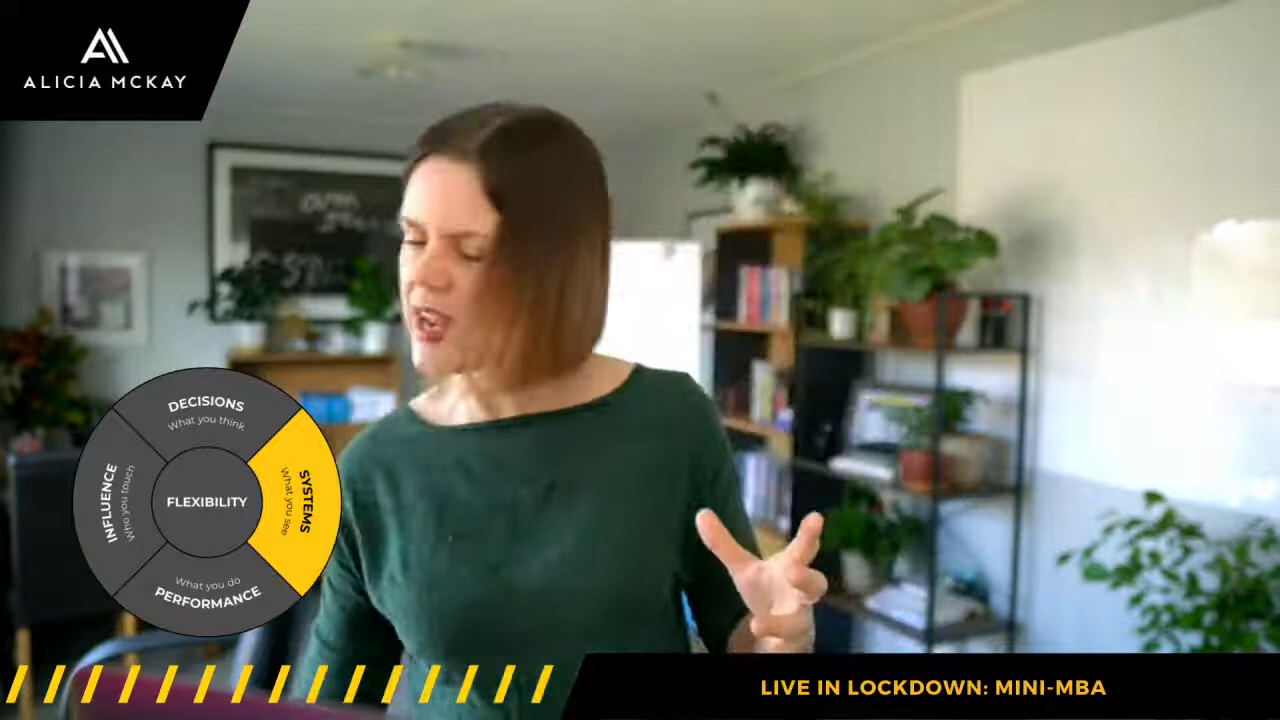 ALICIA MCKAY
DECISIONS
What you think
SYSTEMS
What you see
FLEXIBILITY
INFLUENCE
Who you touch
What you do
PERFORMANCE
LIVE IN LOCKDOWN: MINI-MBA